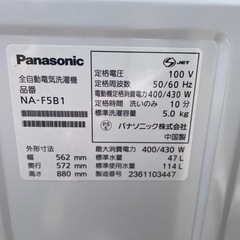 Panasonic
全自動電気洗濯機
品番
NA-F5B1
JET
定格電圧 100 V
定格周波数 50/60 Hz
電動機定格消費電力 400/430 W
定格時間 洗いのみ 10 分
標準容量 5.0 kg
パナソニック株式会社
中国製
外形寸法
幅 562 mm
奥行 572 mm
高さ 880 mm
最大消費電力 400/430 W
標準水量 47 L
標準使用水量 114 L
製造番号 2361103447